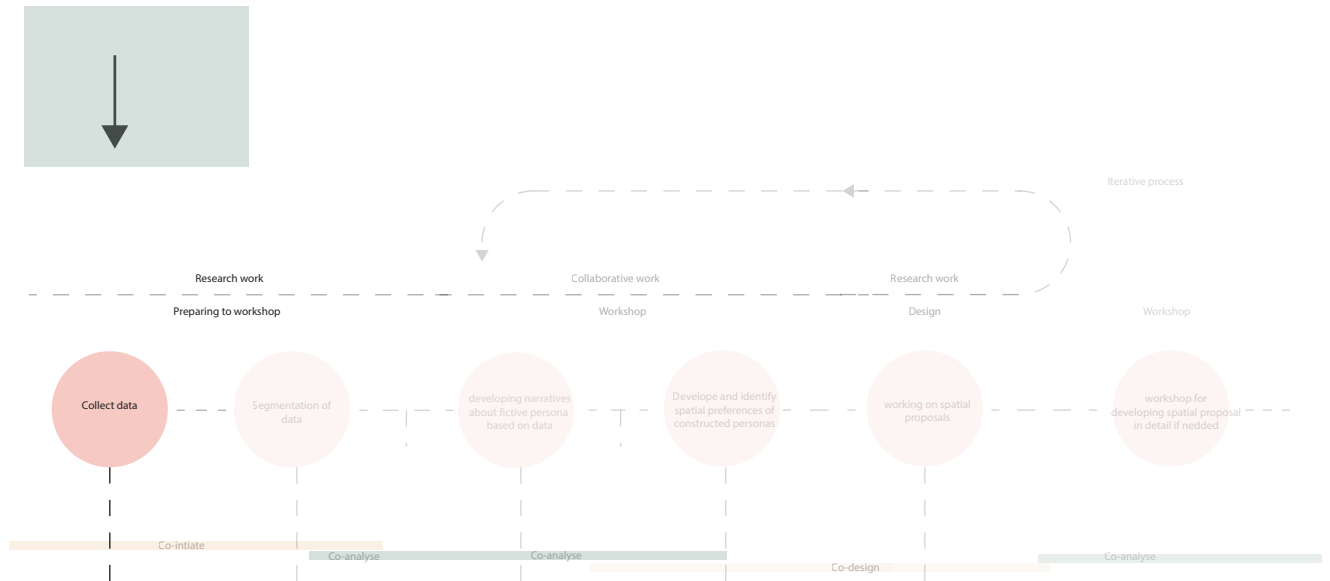 Iterative process
Research work
Collaborative work
Research work
Preparing to workshop
Workshop
Design
Workshop
Collect data
Segmentation of
data
developing narratives
about fictive persona
based on data
Develope and identify
spatial preferences of
constructed personas
working on spatial
proposals
workshop for
developing spatial proposal
in detail if nedded
Co-intiate
Co-analyse
Co-analyse
Co-design
Co-analyse